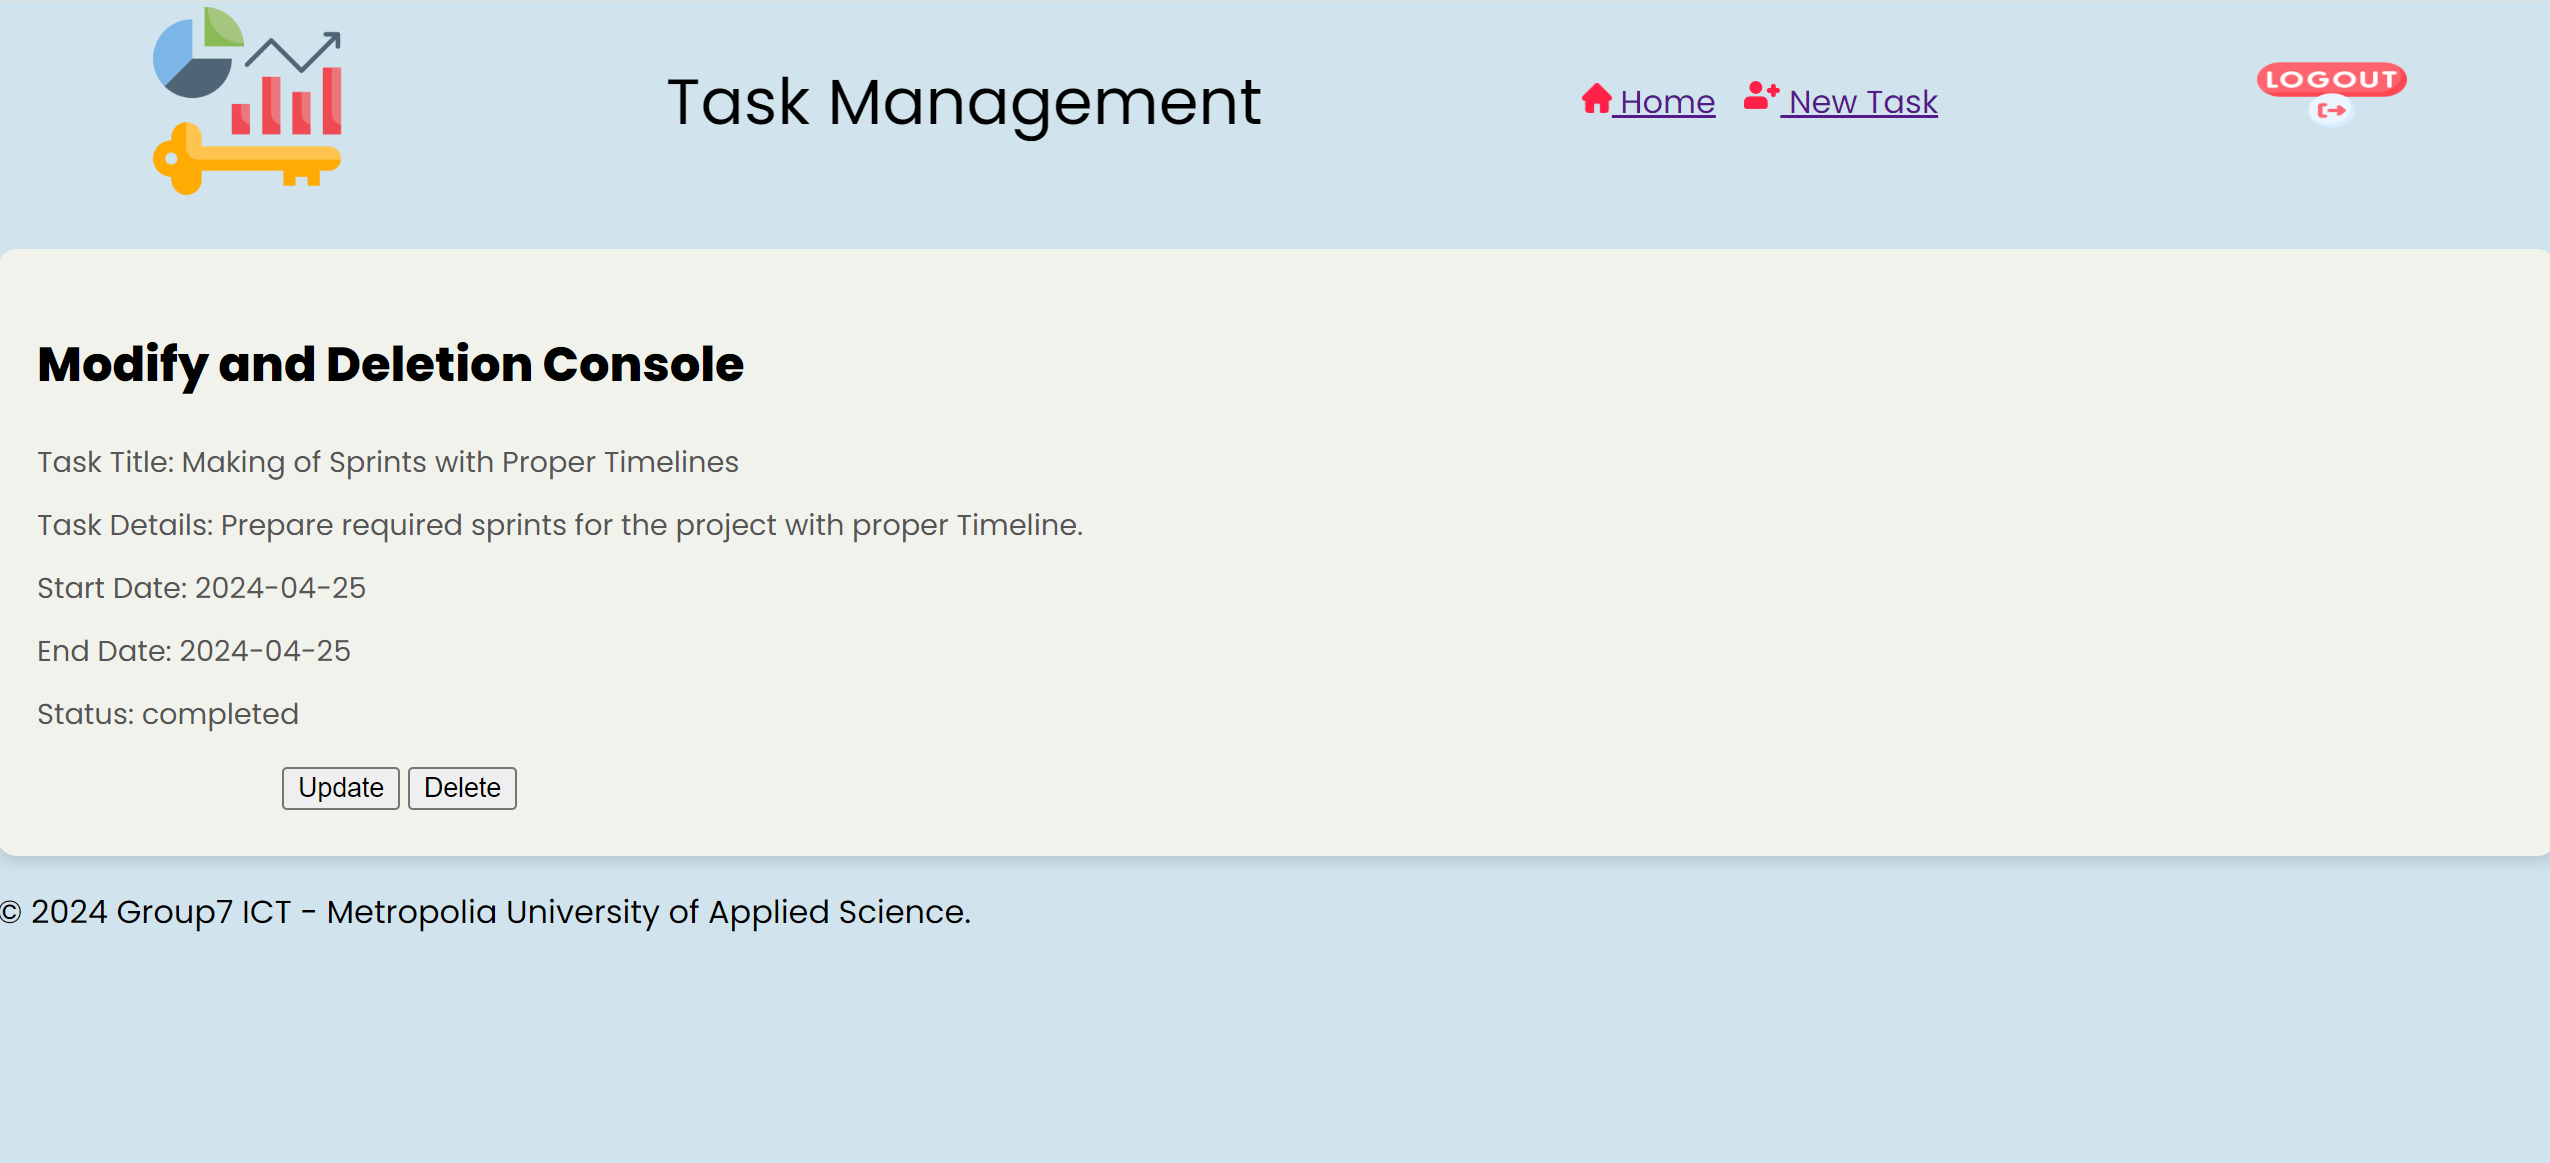 Task Management
Home
New Task
LOGOUT
Modify and Deletion Console
Task Title: Making of Sprints with Proper Timelines
Task Details: Prepare required sprints for the project with proper Timeline.
Start Date: 2024-04-25
End Date: 2024-04-25
Status: completed
Update
Delete
© 2024 Group7 ICT - Metropolia University of Applied Science.